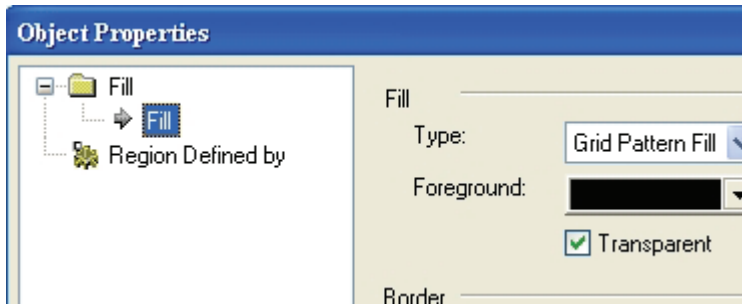 Object Properties
Fill
Fill
Region Defined by
Fill
Type: Grid Pattern Fill
Foreground:
Transparent
Border